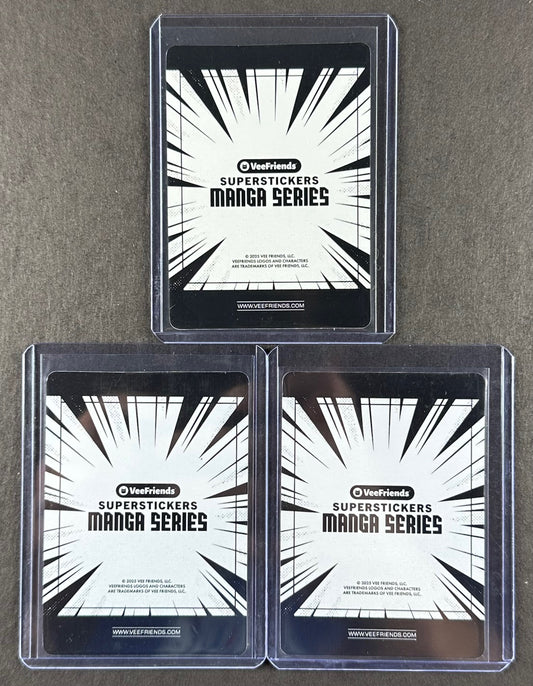 VeeFriends
SUPERSTICKERS
MANGA SERIES
© 2025 VEE FRIENDS, LLC.
VEEFRIENDS LOGOS AND CHARACTERS
ARE TRADEMARKS OF VEE FRIENDS, LLC.
WWW.VEEFRIENDS.COM
VeeFriends
SUPERSTICKERS
MANGA SERIES
© 2025 VEE FRIENDS, LLC.
VEEFRIENDS LOGOS AND CHARACTERS
ARE TRADEMARKS OF VEE FRIENDS, LLC.
WWW.VEEFRIENDS.COM
VeeFriends
SUPERSTICKERS
MANGA SERIES
© 2025 VEE FRIENDS, LLC.
VEEFRIENDS LOGOS AND CHARACTERS
ARE TRADEMARKS OF VEE FRIENDS, LLC.
WWW.VEEFRIENDS.COM